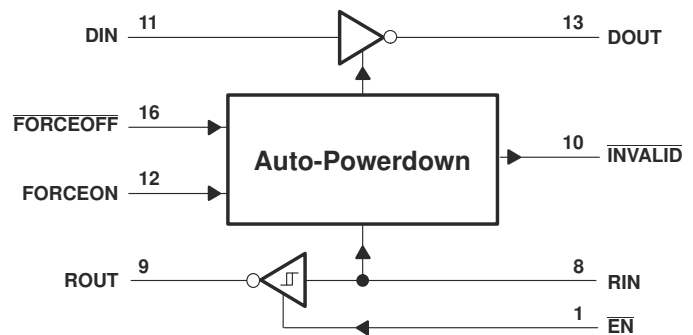 DIN 11 13 DOUT
FORCEOFF 16
Auto-Powerdown
10 INVALID
FORCEON 12
ROUT 9 8 RIN
1 EN